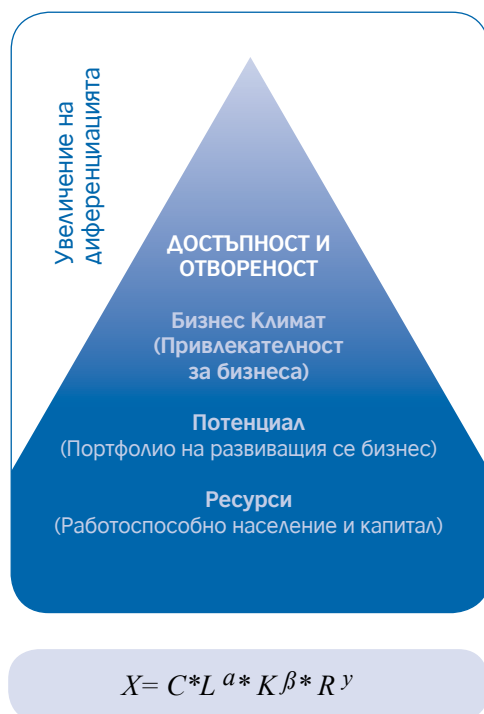 Увеличение на
диференциацията
ДОСТЪПНОСТ И
ОТВОРЕНОСТ
Бизнес Климат
(Привлекателност
за бизнеса)
Потенциал
(Портфолио на развиващия се бизнес)
Ресурси
(Работоспособно население и капитал)
X= C*L ª* K ᵝ* R ʸ